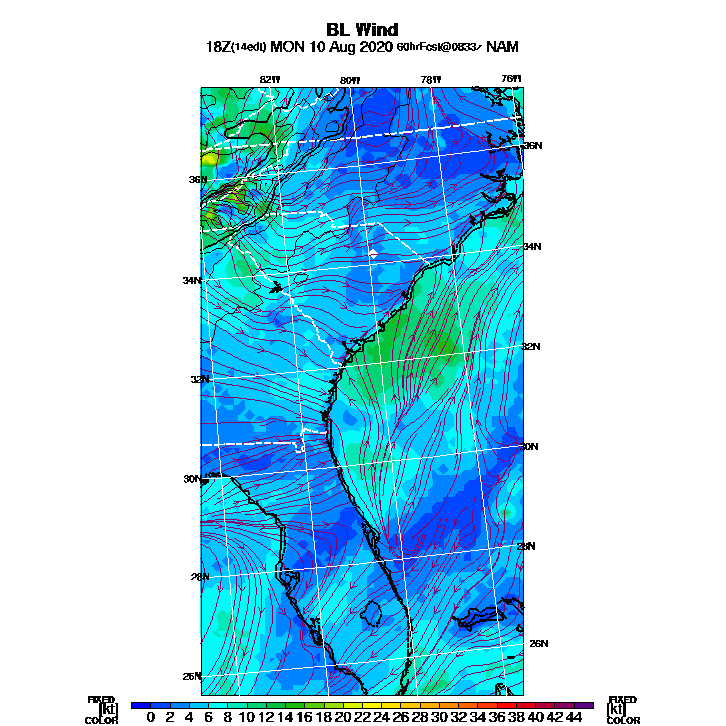 BL Wind
18Z(14edt) MON 10 Aug 2020 60hrFcst@0833z NAM
82W 80W 78W 76W
36N 36N
34N 34N
32N 32N
30N 30N
28N 28N
26N 26N
FIXED FIXED
[kt] 0 2 4 6 8 10 12 14 16 18 20 22 24 26 28 30 32 34 36 38 40 42 44 [kt]
COLOR COLOR